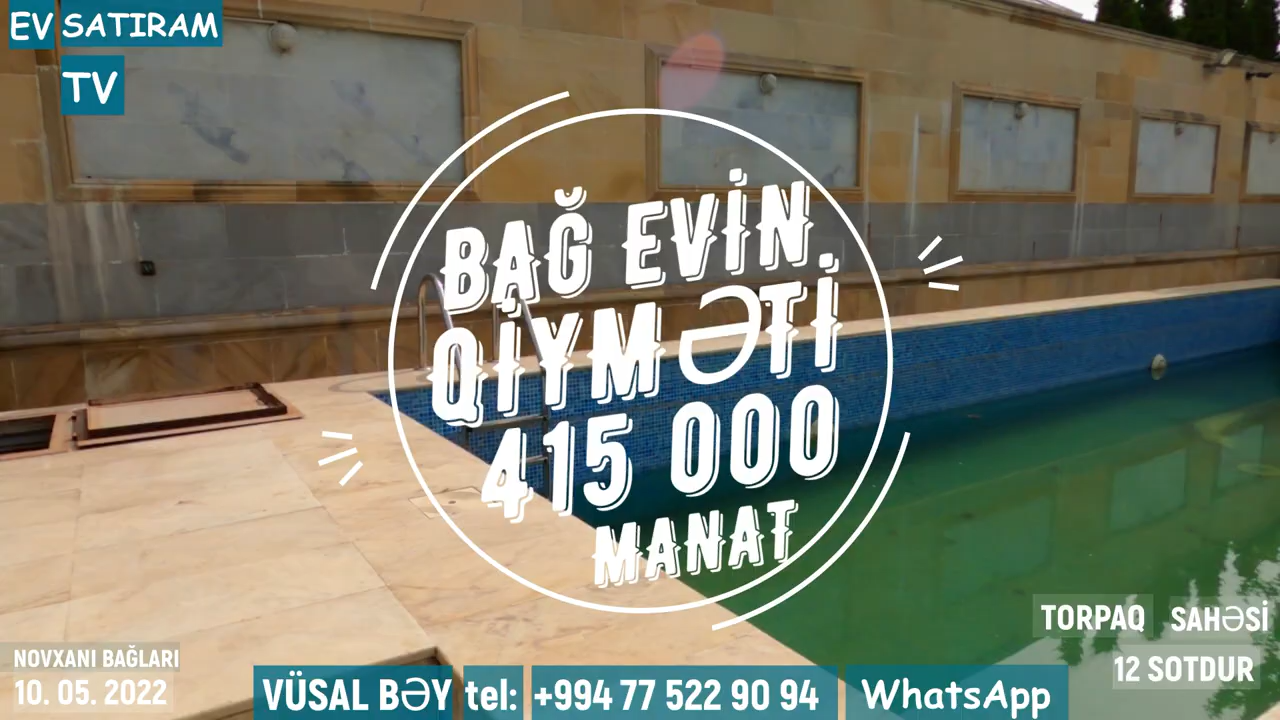 EV SATIRAM
TV
BAĞ EVİN
QİYMƏTİ
415 000
MANAT
TORPAQ SAHƏSİ
12 SOTDUR
NOVXANI BAĞLARI
10. 05. 2022
VÜSAL BƏY tel: +994 77 522 90 94 WhatsApp